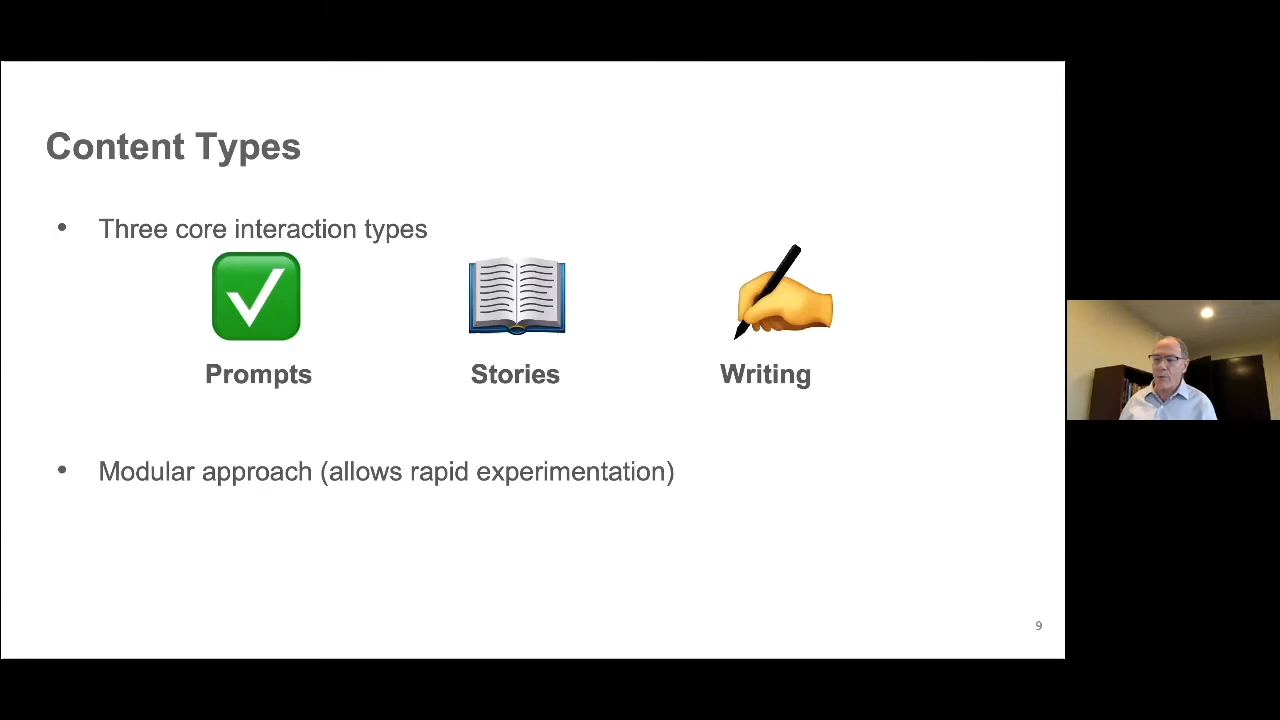 Content Types
• Three core interaction types
Prompts Stories Writing
• Modular approach (allows rapid experimentation)
9